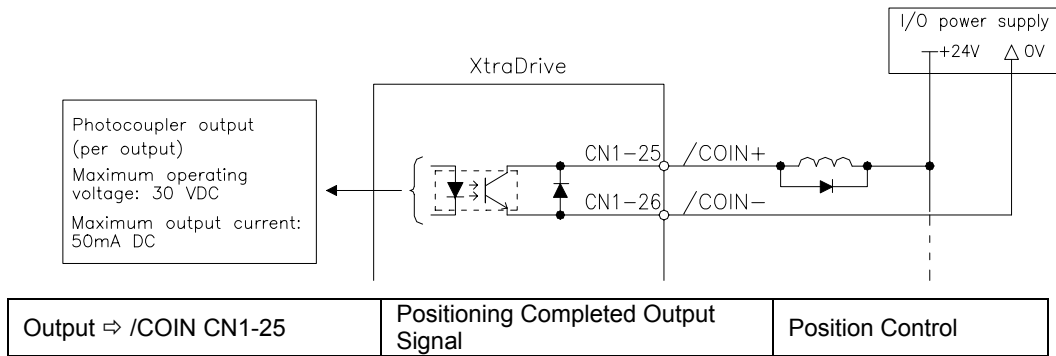 I/O power supply
+24V
0V
XtraDrive
Photocoupler output
(per output)
Maximum operating
voltage: 30 VDC
Maximum output current:
50mA DC
CN1-25
/COIN+
CN1-26
/COIN-
Output ⇨ /COIN CN1-25
Positioning Completed Output
Signal
Position Control